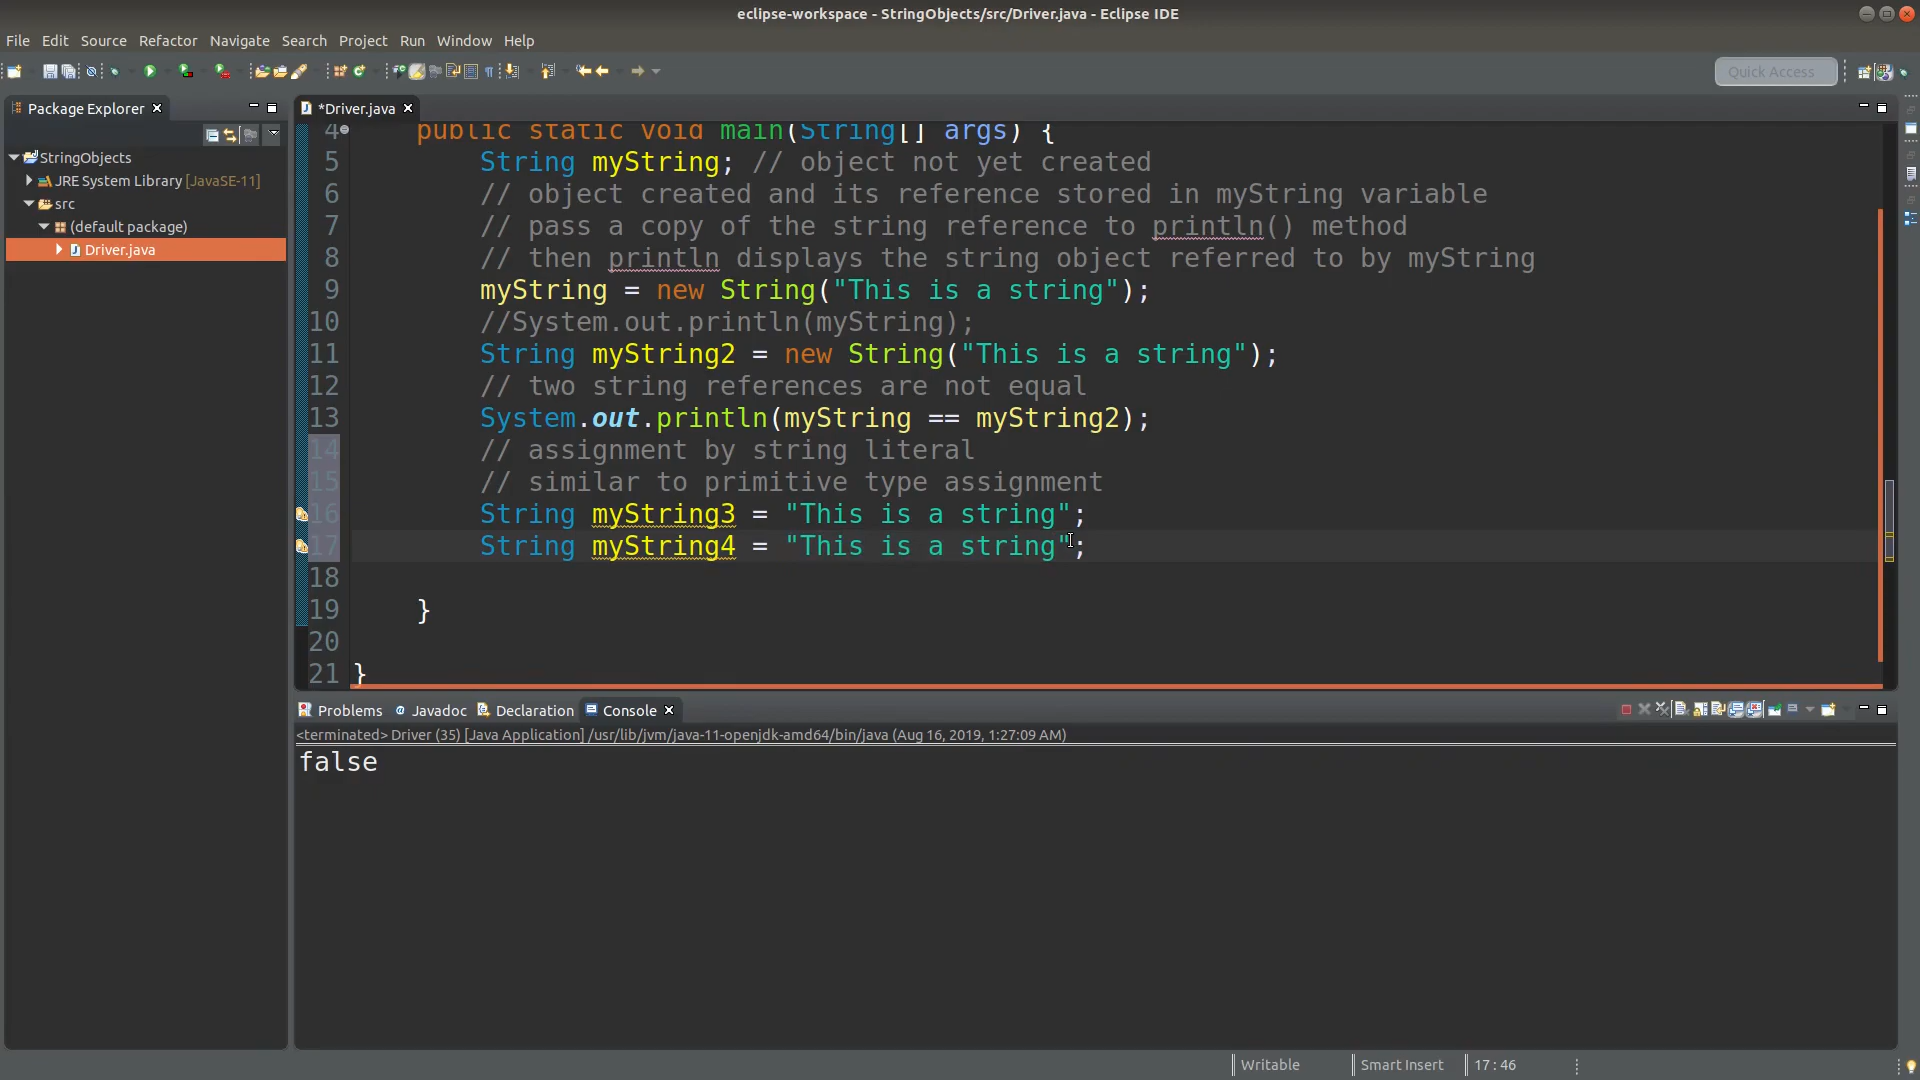 eclipse-workspace - StringObjects/src/Driver.java - Eclipse IDE
File Edit Source Refactor Navigate Search Project Run Window Help
Quick Access
Package Explorer
*Driver.java
StringObjects
JRE System Library [JavaSE-11]
src
(default package)
Driver.java
4 public static void main(String[] args) {
5 String myString; // object not yet created
6 // object created and its reference stored in myString variable
7 // pass a copy of the string reference to println() method
8 // then println displays the string object referred to by myString
9 myString = new String("This is a string");
10 //System.out.println(myString);
11 String myString2 = new String("This is a string");
12 // two string references are not equal
13 System.out.println(myString == myString2);
14 // assignment by string literal
15 // similar to primitive type assignment
16 String myString3 = "This is a string";
17 String myString4 = "This is a string";
18
19 }
20
21 }
Problems Javadoc Declaration Console
<terminated> Driver (35) [Java Application] /usr/lib/jvm/java-11-openjdk-amd64/bin/java (Aug 16, 2019, 1:27:09 AM)
false
Writable Smart Insert 17 : 46